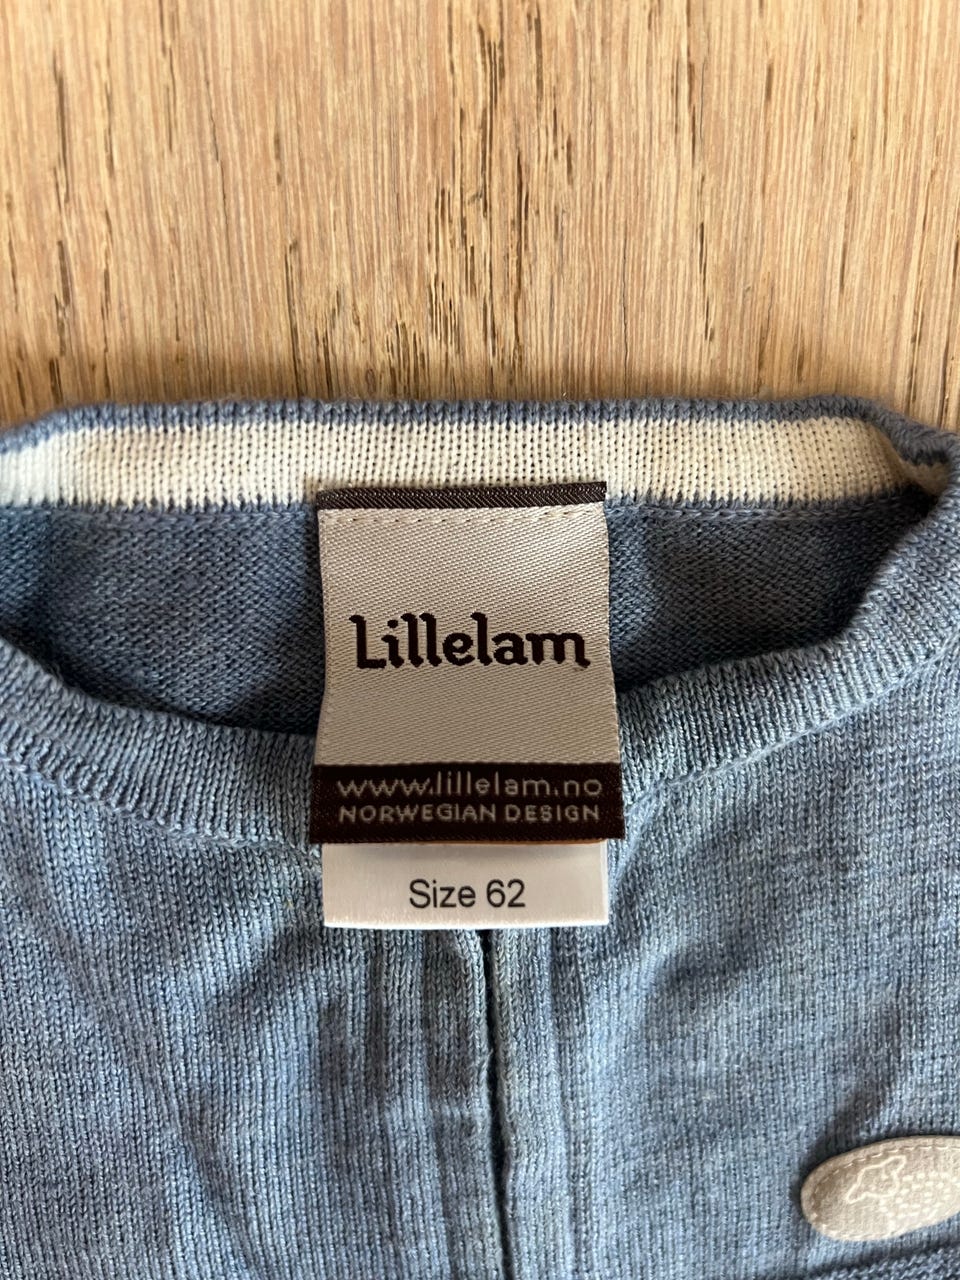 Lillelam
www.lillelam.no
NORWEGIAN DESIGN
Size 62